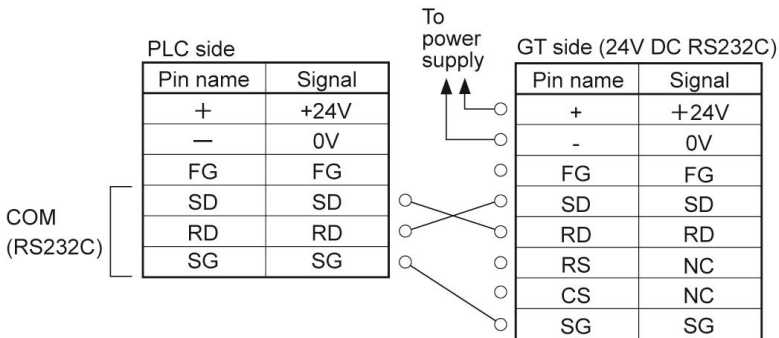 To
power
supply
PLC side
GT side (24V DC RS232C)
Pin name Signal
+ +24V
— 0V
FG FG
SD SD
RD RD
SG SG
COM
(RS232C)
Pin name Signal
+ +24V
- 0V
FG FG
SD SD
RD RD
RS NC
CS NC
SG SG